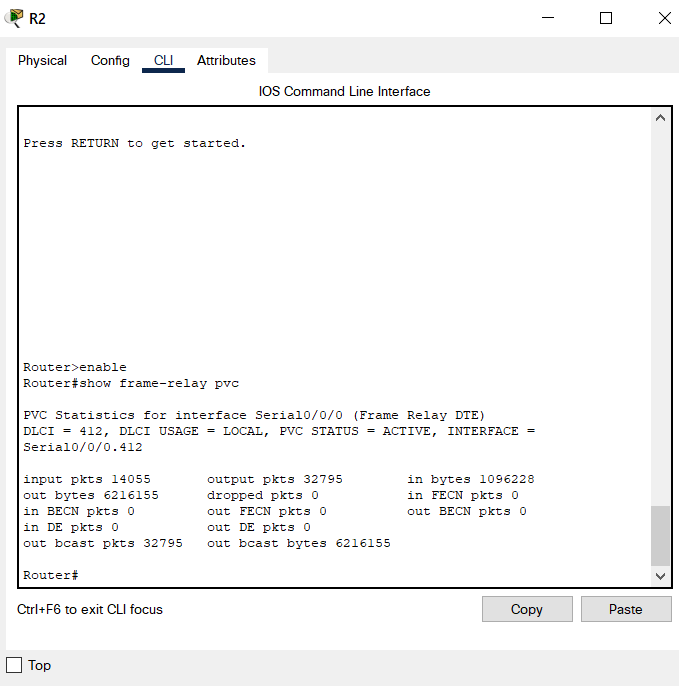 R2
Physical Config CLI Attributes
IOS Command Line Interface
Press RETURN to get started.
Router>enable
Router#show frame-relay pvc
PVC Statistics for interface Serial0/0/0 (Frame Relay DTE)
DLCI = 412, DLCI USAGE = LOCAL, PVC STATUS = ACTIVE, INTERFACE =
Serial0/0/0.412
input pkts 14055 output pkts 32795 in bytes 1096228
out bytes 6216155 dropped pkts 0 in FECN pkts 0
in BECN pkts 0 out FECN pkts 0 out BECN pkts 0
in DE pkts 0 out DE pkts 0
out bcast pkts 32795 out bcast bytes 6216155
Router#
Ctrl+F6 to exit CLI focus Copy Paste
Top